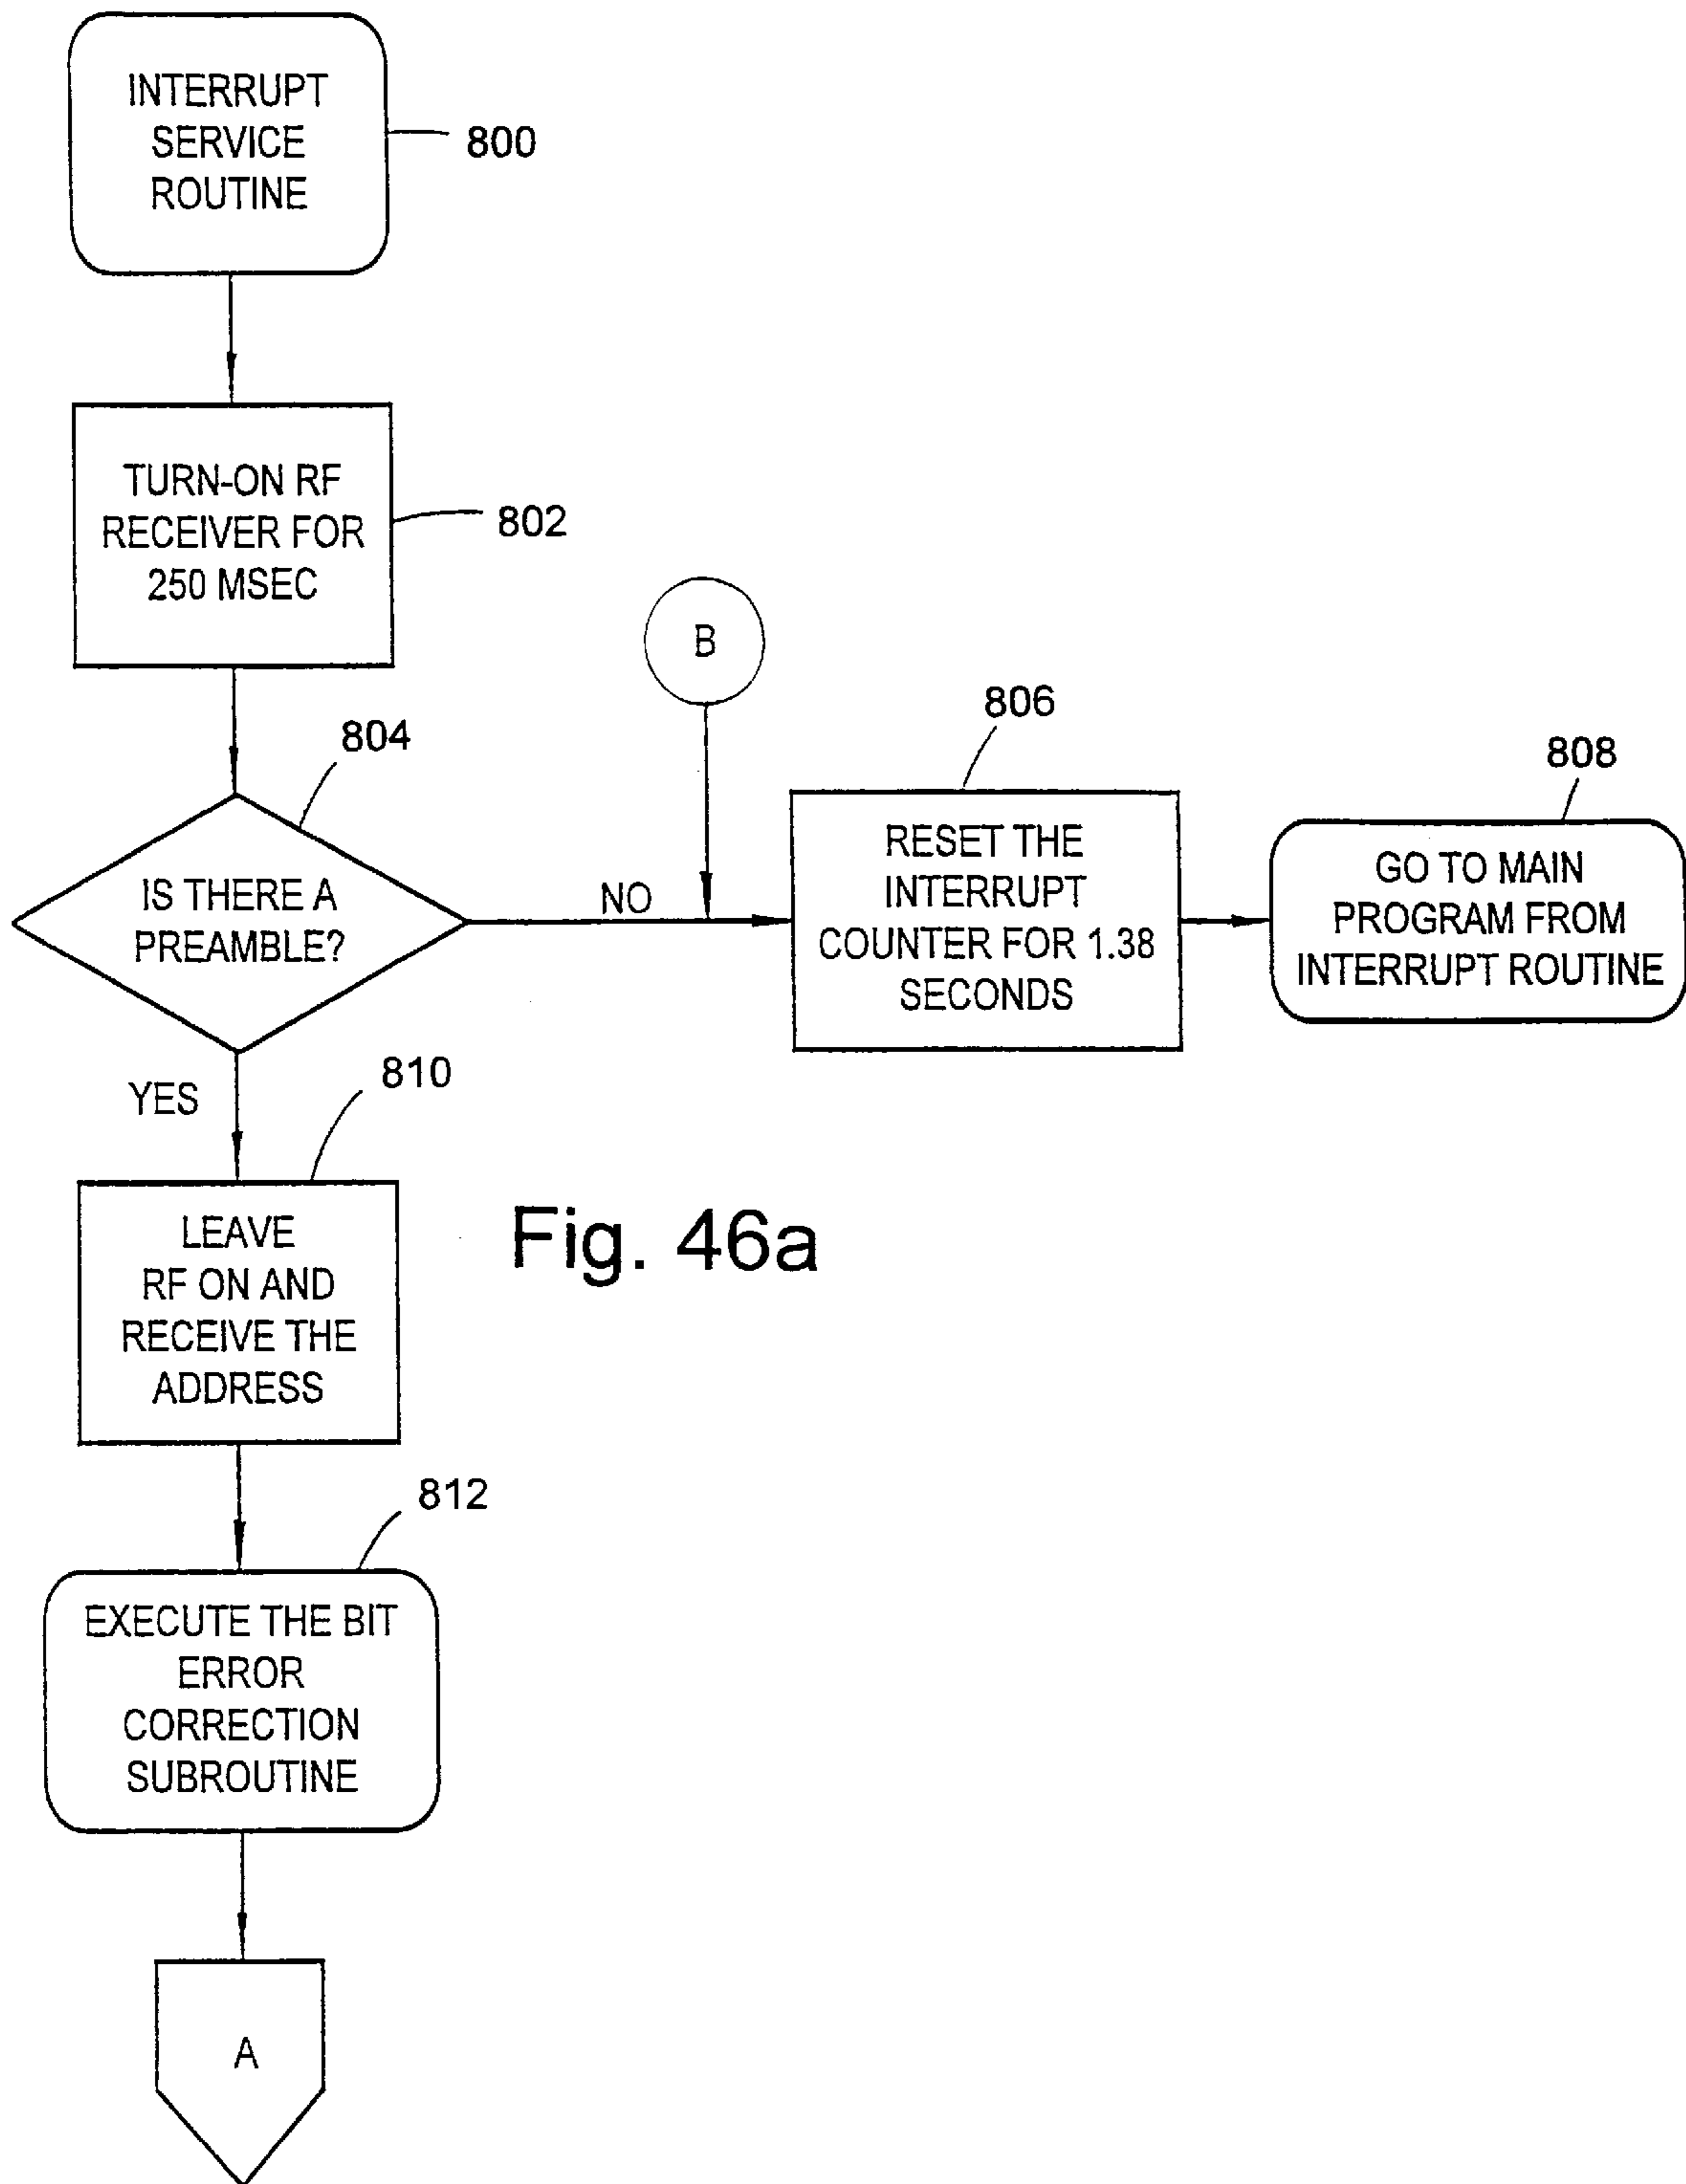 INTERRUPT
SERVICE
ROUTINE
800
TURN-ON RF
RECEIVER FOR
250 MSEC
802
B
804
IS THERE A
PREAMBLE?
NO
806
RESET THE
INTERRUPT
COUNTER FOR 1.38
SECONDS
808
GO TO MAIN
PROGRAM FROM
INTERRUPT ROUTINE
YES
810
LEAVE
RF ON AND
RECEIVE THE
ADDRESS
Fig. 46a
812
EXECUTE THE BIT
ERROR
CORRECTION
SUBROUTINE
A